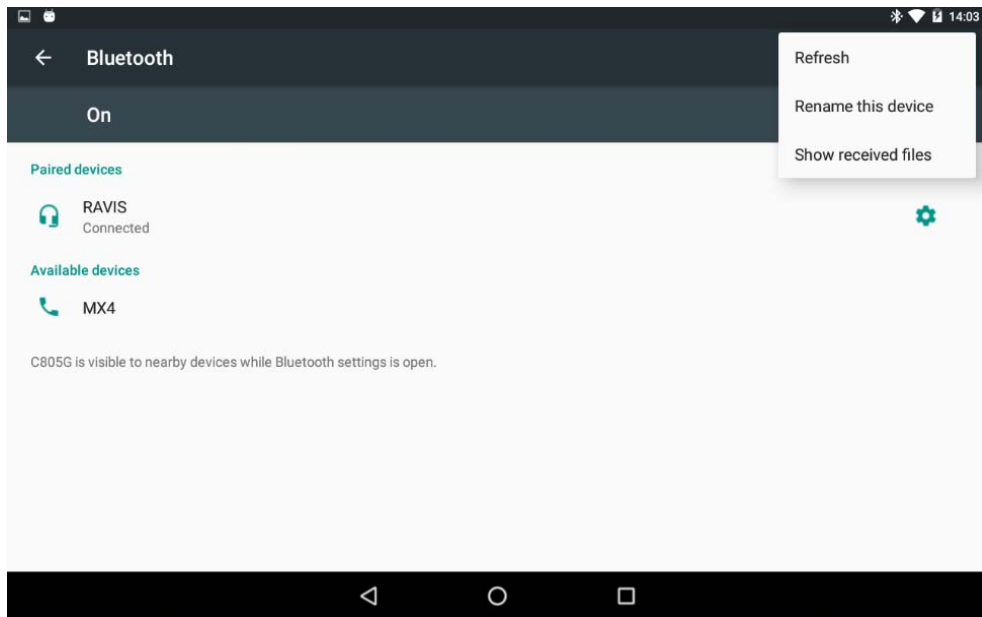 14:03
Bluetooth
Refresh
On
Rename this device
Show received files
Paired devices
RAVIS
Connected
Available devices
MX4
C805G is visible to nearby devices while Bluetooth settings is open.